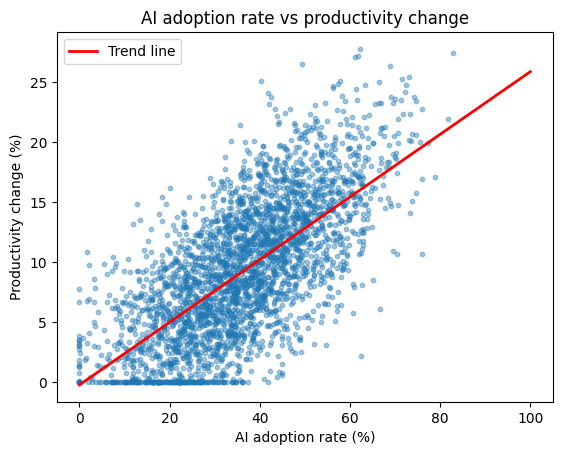 AI adoption rate vs productivity change
Trend line
Productivity change (%)
25
20
15
10
5
0
0 20 40 60 80 100
AI adoption rate (%)